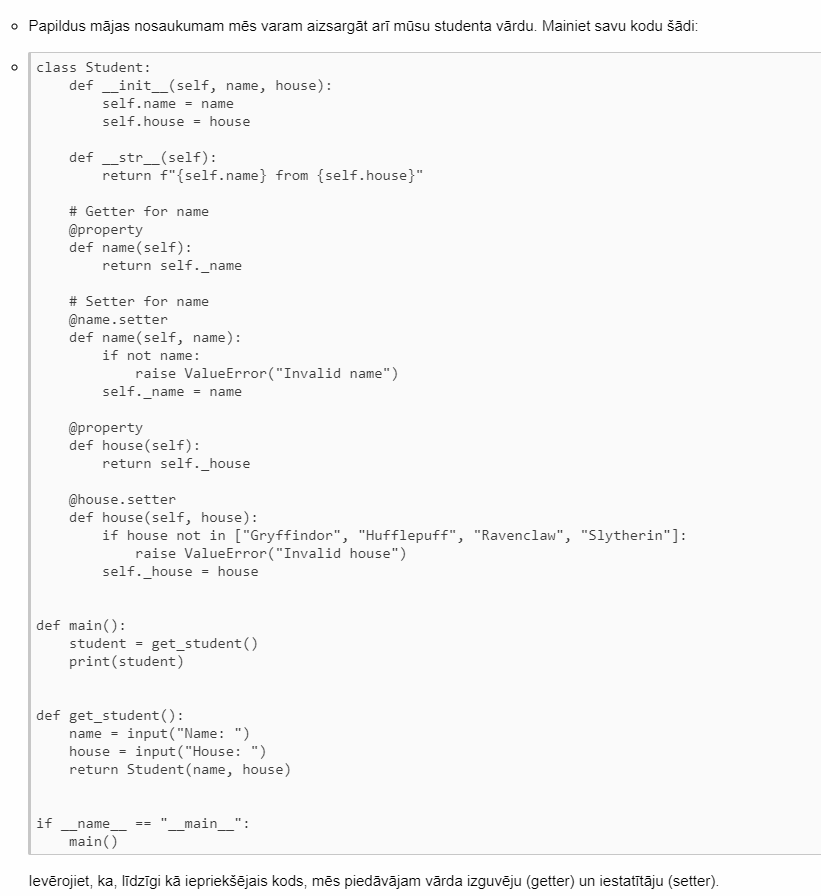 Papildus mājas nosaukumam mēs varam aizsargāt arī mūsu studenta vārdu. Mainiet savu kodu šādi:
class Student:
    def __init__(self, name, house):
        self.name = name
        self.house = house

    def __str__(self):
        return f"{self.name} from {self.house}"

    # Getter for name
    @property
    def name(self):
        return self._name

    # Setter for name
    @name.setter
    def name(self, name):
        if not name:
            raise ValueError("Invalid name")
        self._name = name

    @property
    def house(self):
        return self._house

    @house.setter
    def house(self, house):
        if house not in ["Gryffindor", "Hufflepuff", "Ravenclaw", "Slytherin"]:
            raise ValueError("Invalid house")
        self._house = house


def main():
    student = get_student()
    print(student)


def get_student():
    name = input("Name: ")
    house = input("House: ")
    return Student(name, house)


if __name__ == "__main__":
    main()
Ievērojiet, ka, līdzīgi kā iepriekšējais kods, mēs piedāvājam vārda izguvēju (getter) un iestatītāju (setter).